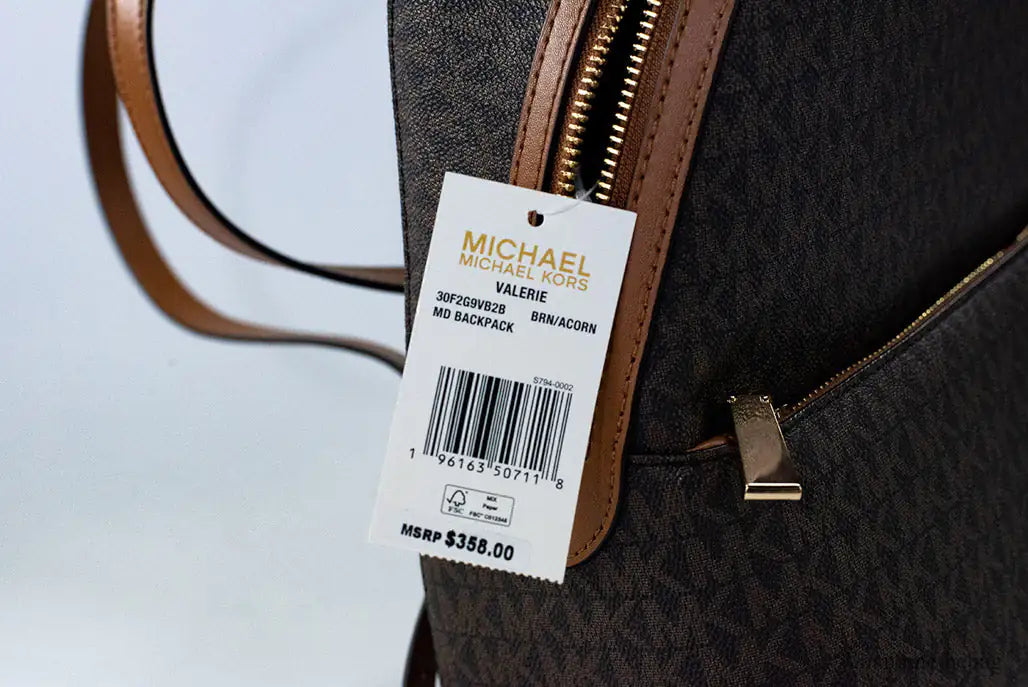 MICHAEL
MICHAEL KORS
VALERIE
30F2G9VB2B BRN/ACORN
MD BACKPACK
S794-0002
1 96163 50711 8
FSC
MIX
Paper
MSRP $358.00